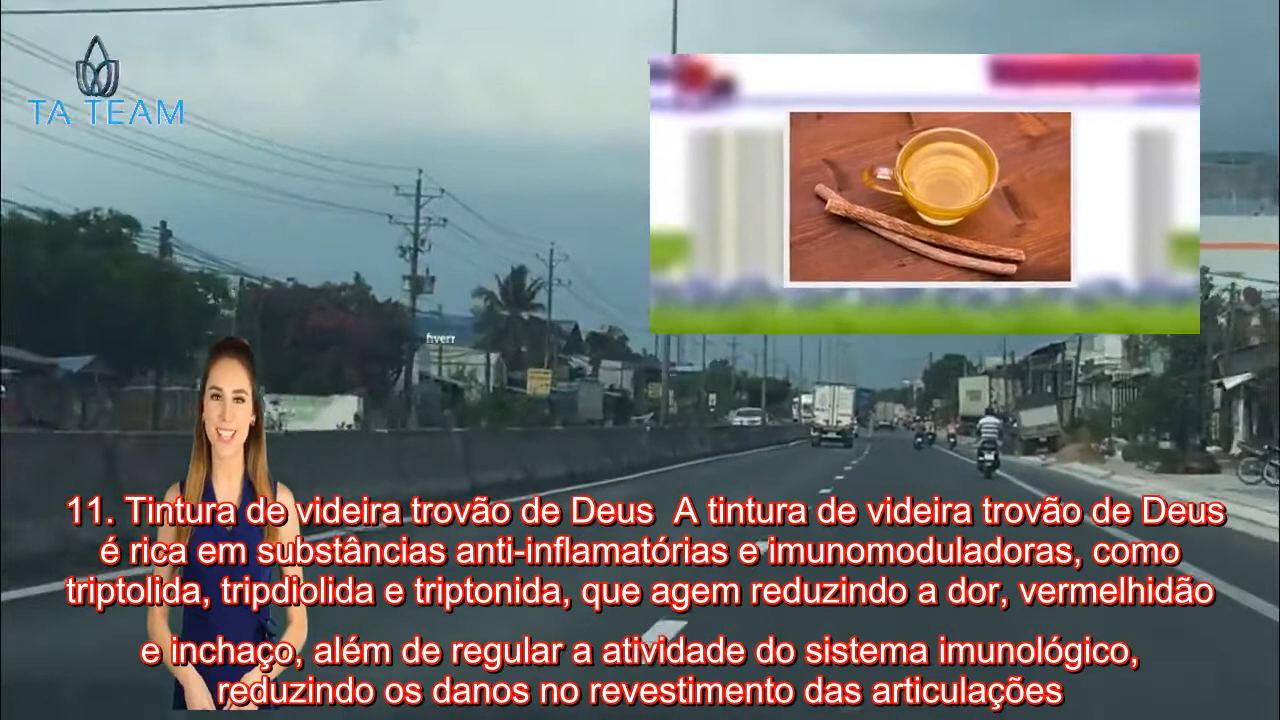 TA TEAM
fiverr
11. Tintura de videira trovão de Deus A tintura de videira trovão de Deus
é rica em substâncias anti-inflamatórias e imunomoduladoras, como
triptolida, tripdiolida e triptonida, que agem reduzindo a dor, vermelhidão
e inchaço, além de regular a atividade do sistema imunológico,
reduzindo os danos no revestimento das articulações